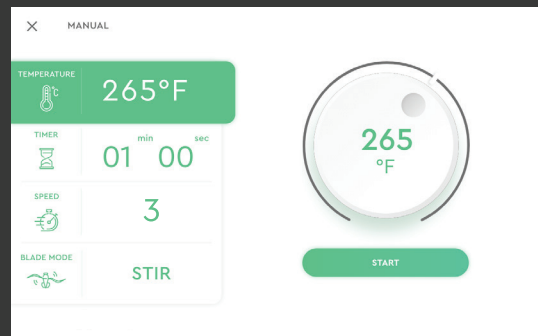 MANUAL
TEMPERATURE
°C
265°F
TIMER
min sec
01 00
SPEED
3
BLADE MODE
STIR
265
°F
START